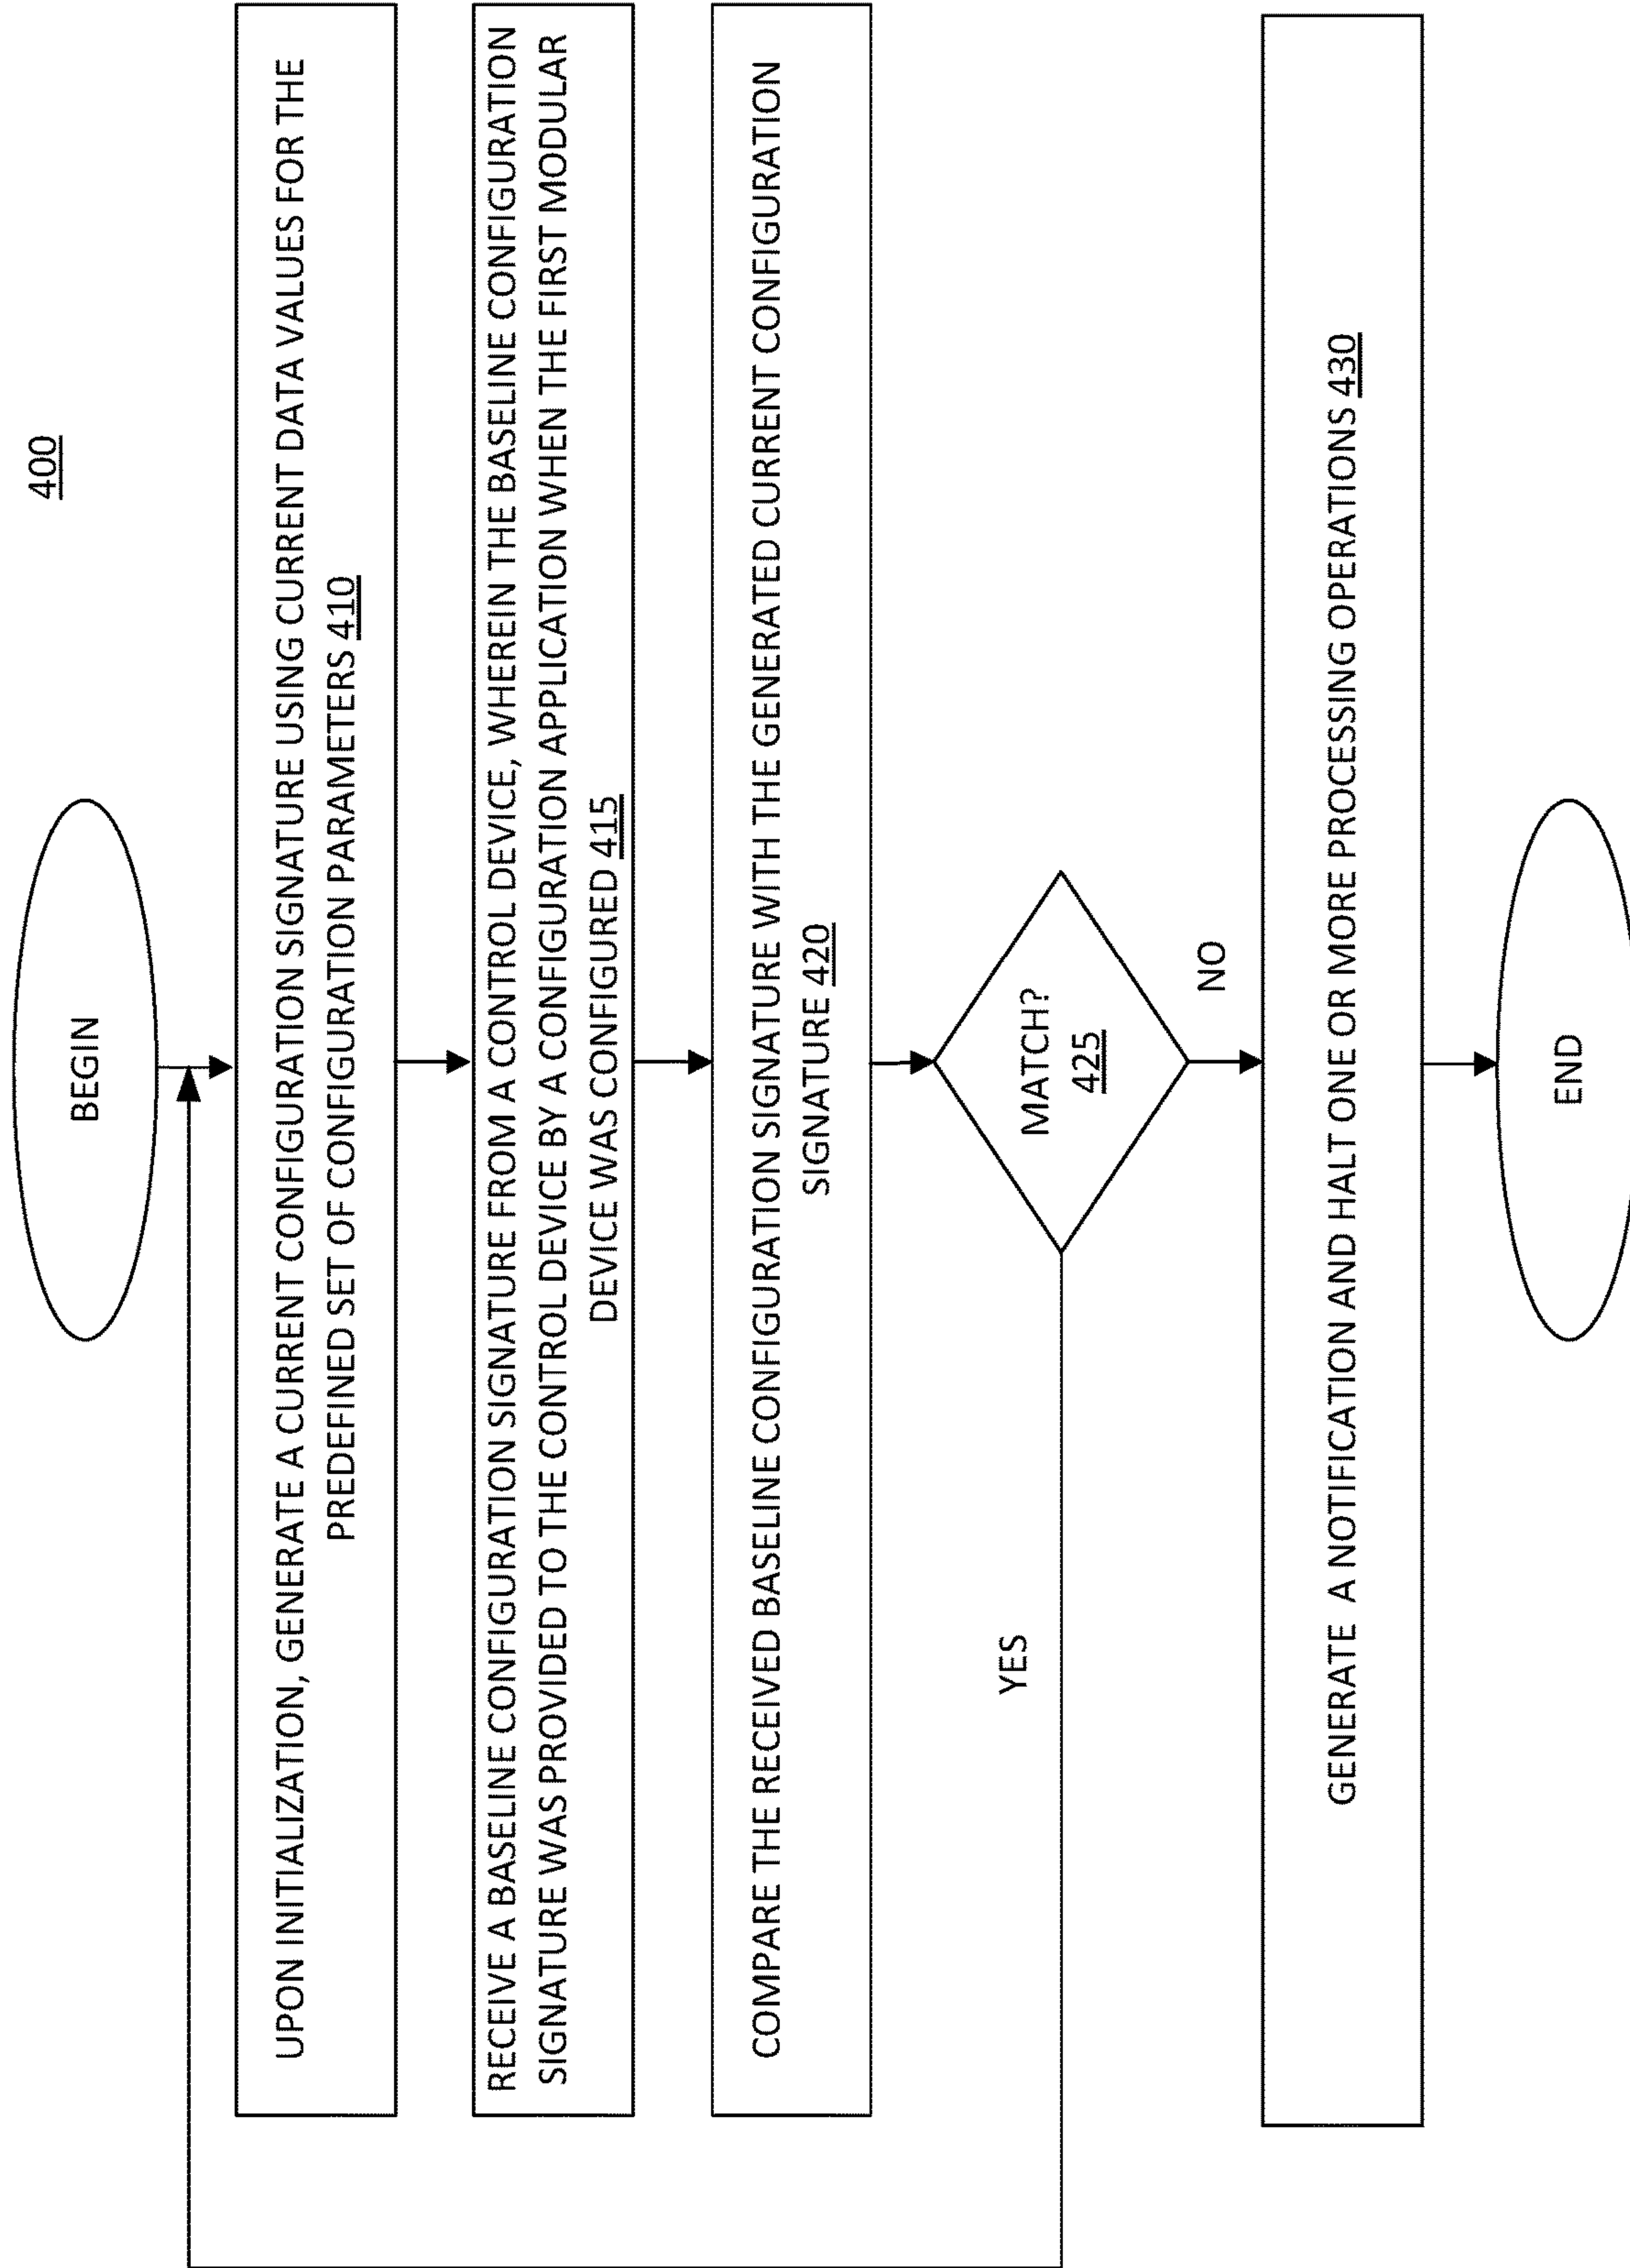 400
BEGIN
UPON INITIALIZATION, GENERATE A CURRENT CONFIGURATION SIGNATURE USING CURRENT DATA VALUES FOR THE
PREDEFINED SET OF CONFIGURATION PARAMETERS 410
RECEIVE A BASELINE CONFIGURATION SIGNATURE FROM A CONTROL DEVICE, WHEREIN THE BASELINE CONFIGURATION
SIGNATURE WAS PROVIDED TO THE CONTROL DEVICE BY A CONFIGURATION APPLICATION WHEN THE FIRST MODULAR
DEVICE WAS CONFIGURED 415
COMPARE THE RECEIVED BASELINE CONFIGURATION SIGNATURE WITH THE GENERATED CURRENT CONFIGURATION
SIGNATURE 420
MATCH?
425
YES
NO
GENERATE A NOTIFICATION AND HALT ONE OR MORE PROCESSING OPERATIONS 430
END